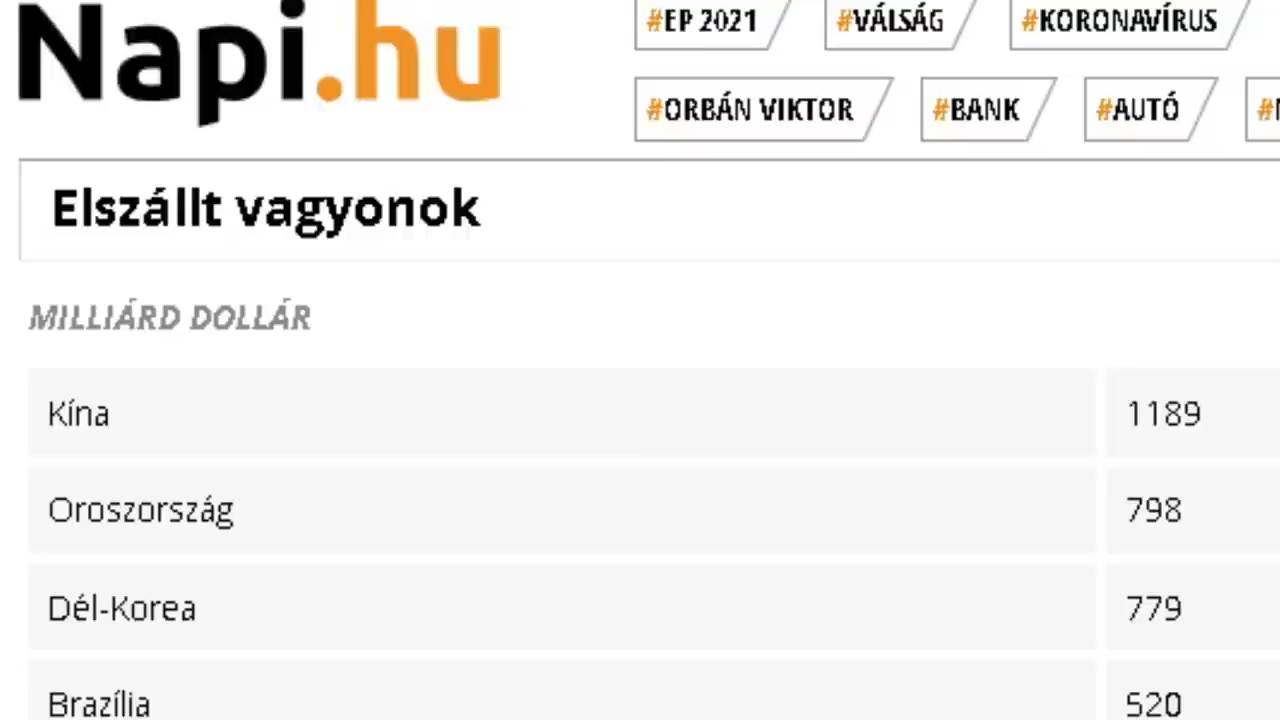 Napi.hu
#EP 2021 #VÁLSÁG #KORONAVÍRUS
#ORBÁN VIKTOR #BANK #AUTÓ #
Elszállt vagyonok
MILLIÁRD DOLLÁR
Kína 1189
Oroszország 798
Dél-Korea 779
Brazília 520